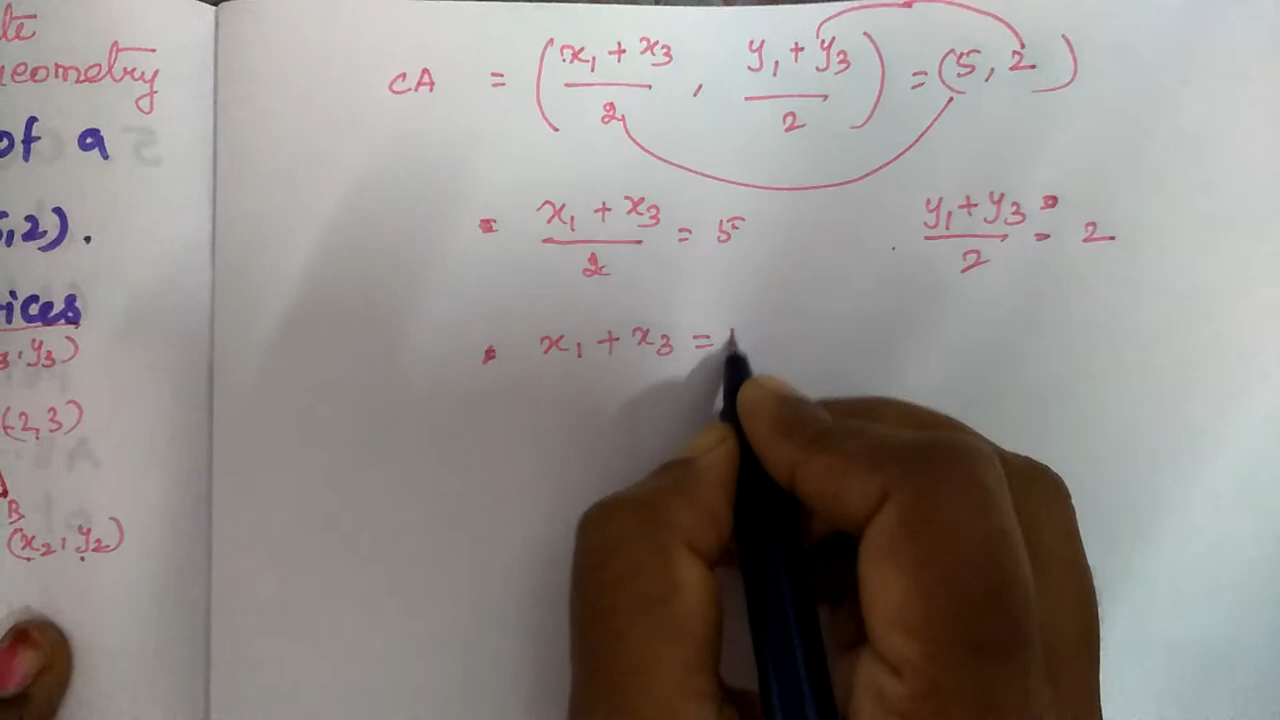 eometry
of a
,2).
ices
3, y3)
(-2,3)
B
(x2, y2)
CA = (x1 + x3 / 2 , y1 + y3 / 2) = (5, 2)
x1 + x3 / 2 = 5 y1 + y3 / 2 = 2
x1 + x3 =